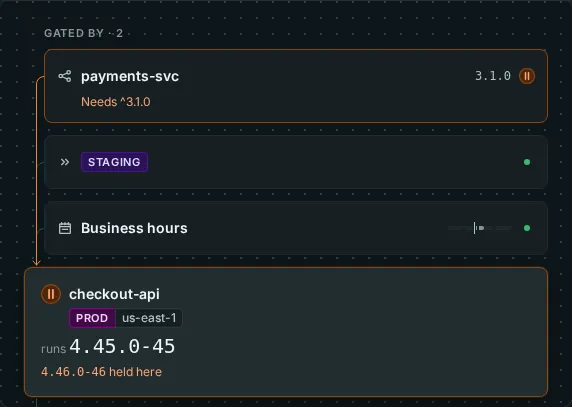 GATED BY · 2
payments-svc 3.1.0
Needs ^3.1.0
STAGING
Business hours
checkout-api
PROD us-east-1
runs 4.45.0-45
4.46.0-46 held here